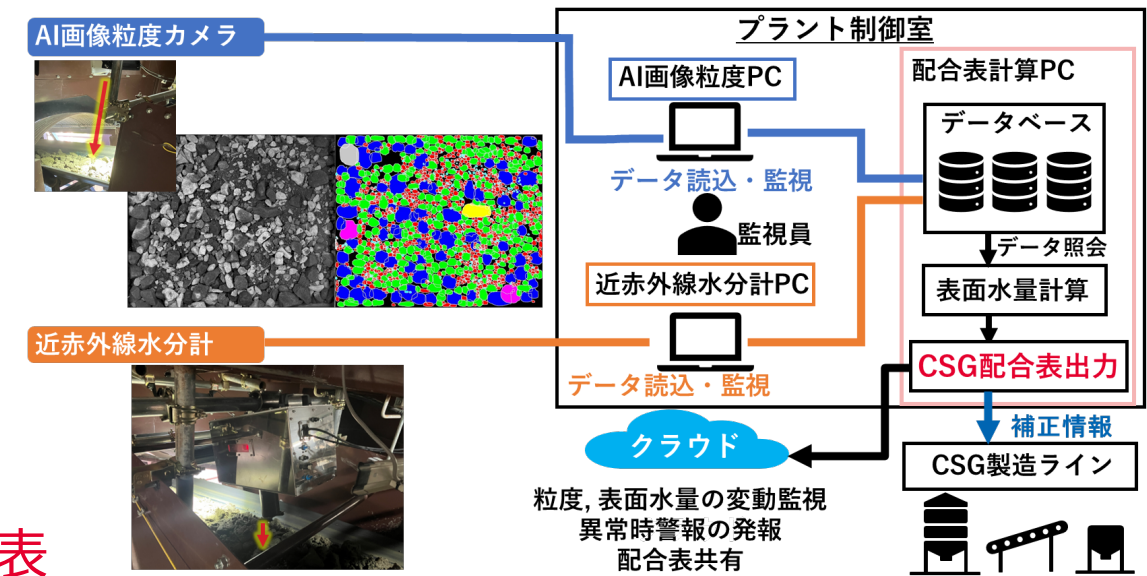 AI画像粒度カメラ
プラント制御室
AI画像粒度PC
配合表計算PC
データベース
データ読込・監視
監視員
データ照会
近赤外線水分計PC
表面水量計算
近赤外線水分計
CSG配合表出力
データ読込・監視
補正情報
クラウド
CSG製造ライン
粒度, 表面水量の変動監視
異常時警報の発報
配合表共有
表